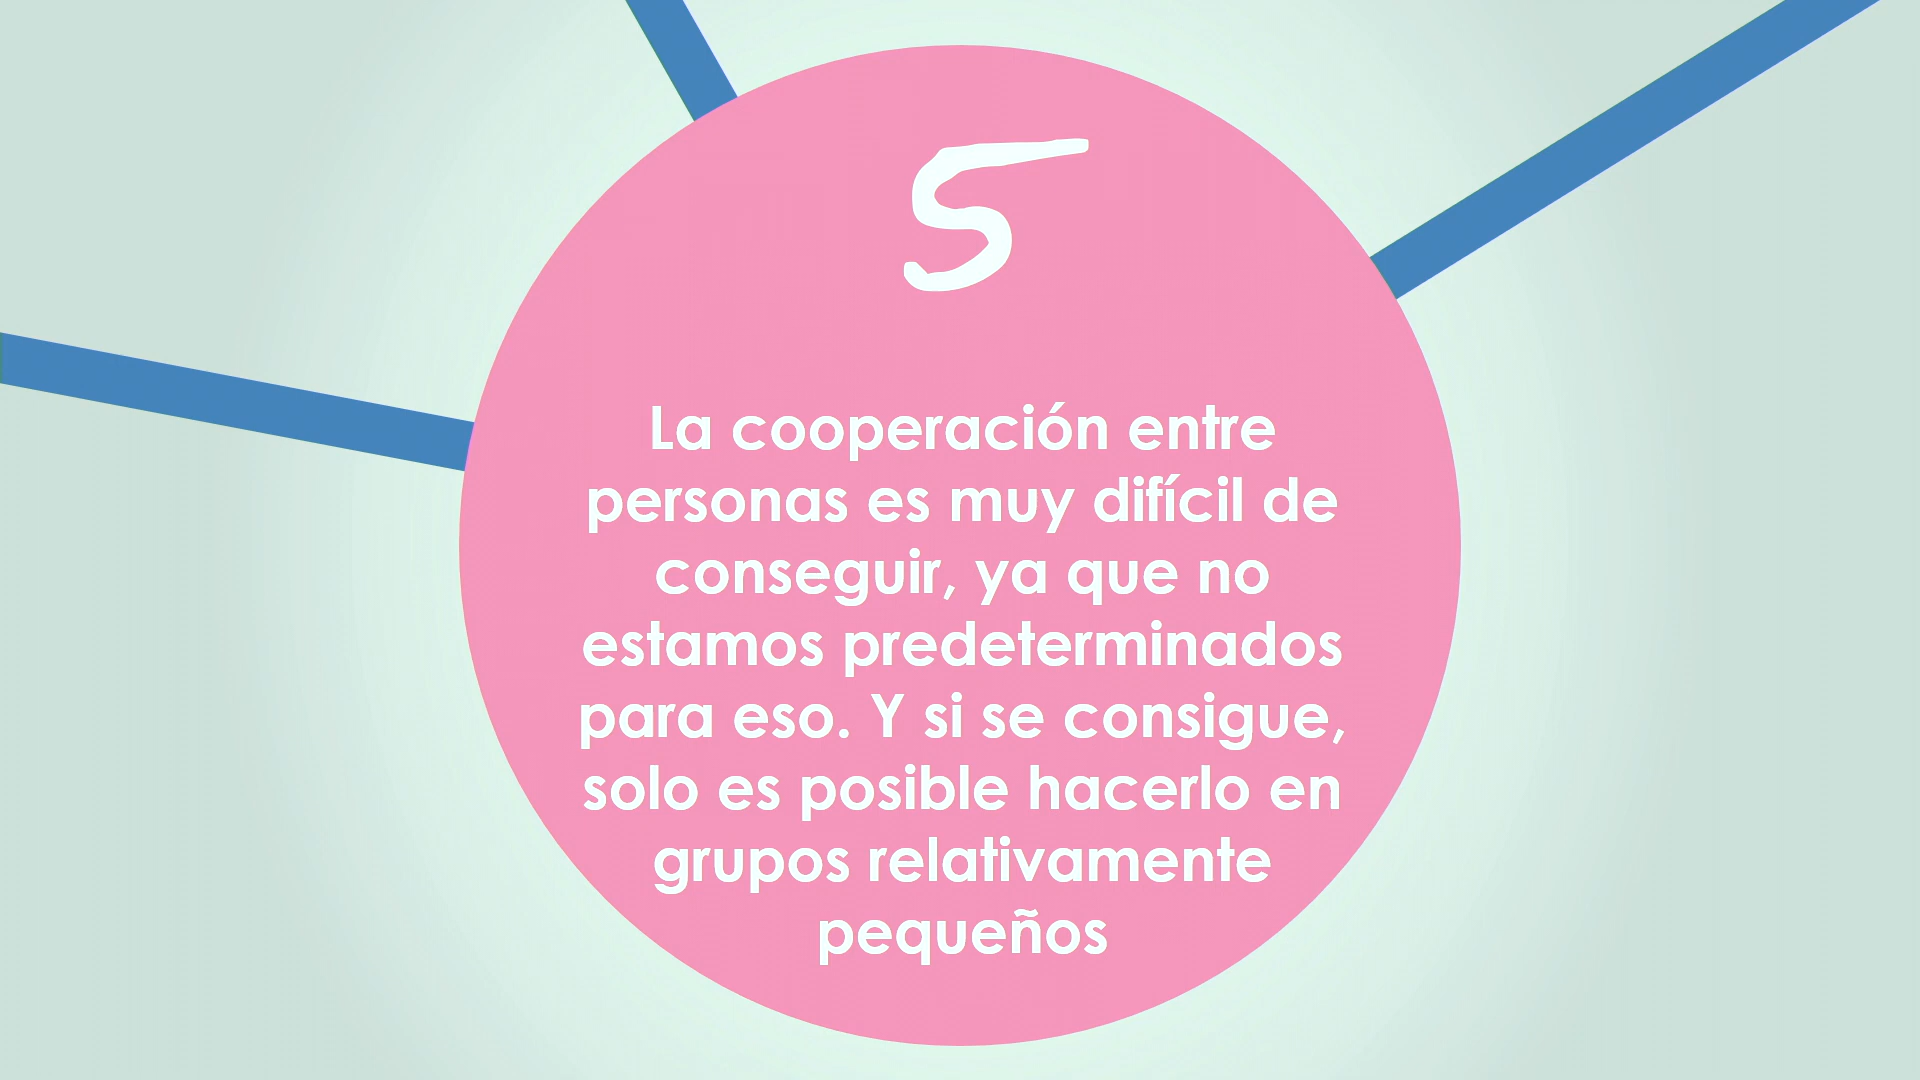 5
La cooperación entre
personas es muy difícil de
conseguir, ya que no
estamos predeterminados
para eso. Y si se consigue,
solo es posible hacerlo en
grupos relativamente
pequeños